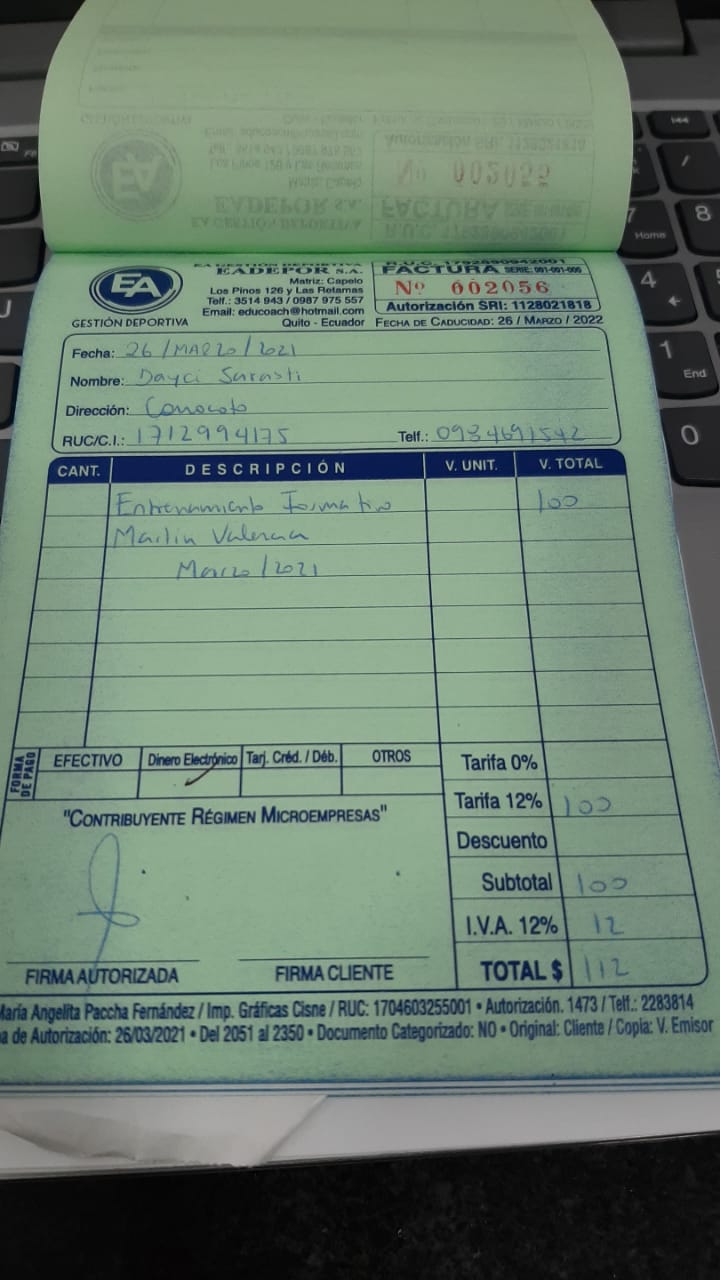 Nº 002055
EA
GESTIÓN DEPORTIVA
EA GESTIÓN DEPORTIVA
EADEPOR S.A.
Matriz: Capelo
Los Pinos 126 y Las Retamas
Telf.: 3514 943 / 0987 975 557
Email: educoach@hotmail.com
Quito - Ecuador
R.U.C. 1792690942001
FACTURA SERIE: 001-001-000
Nº 002056
Autorización SRI: 1128021818
FECHA DE CADUCIDAD: 26 / MARZO / 2022
Fecha: 26 / MARZO / 2021
Nombre: Dayci Sarasti
Dirección: Conocoto
RUC/C.I.: 1712994175 Telf.: 0984691542
CANT. DESCRIPCIÓN V. UNIT. V. TOTAL
Entrenamiento Formativo 100
Mailin Valencia
Marzo / 2021
FORMA DE PAGO
EFECTIVO Dinero Electrónico Tarj. Créd. / Déb. OTROS
"CONTRIBUYENTE RÉGIMEN MICROEMPRESAS"
Tarifa 0%
Tarifa 12% 100
Descuento
Subtotal 100
I.V.A. 12% 12
TOTAL $ 112
FIRMA AUTORIZADA FIRMA CLIENTE
María Angelita Paccha Fernández / Imp. Gráficas Cisne / RUC: 1704603255001 • Autorización. 1473 / Telf.: 2283814
de Autorización: 26/03/2021 • Del 2051 al 2350 • Documento Categorizado: NO • Original: Cliente / Copia: V. Emisor